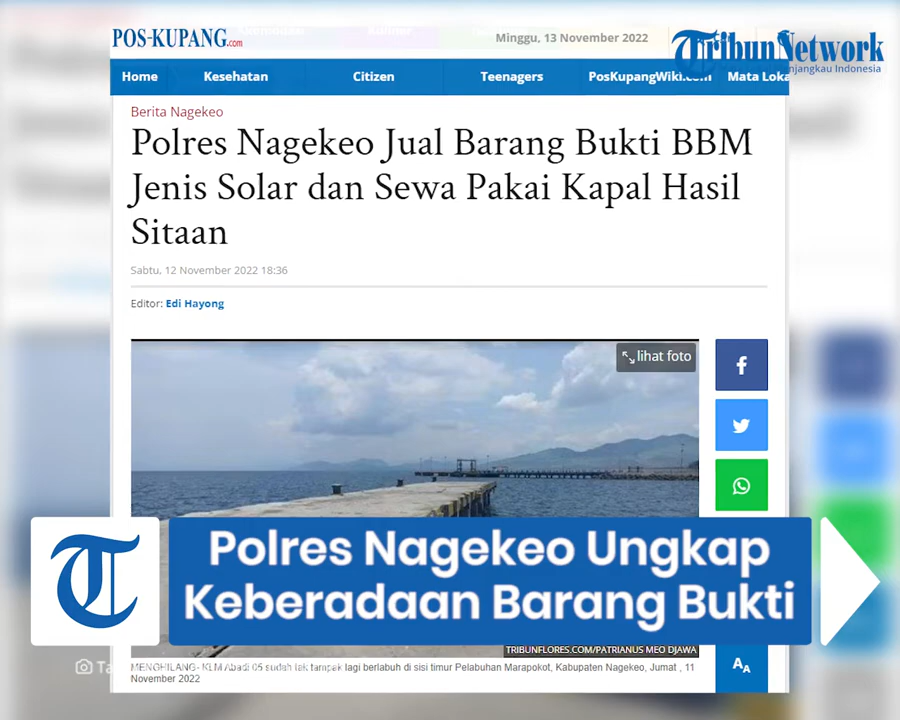 POS-KUPANG.com
Minggu, 13 November 2022
TribunNetwork
njangkau Indonesia
Home
Kesehatan
Citizen
Teenagers
PosKupangWiki.com
Mata Loka
Berita Nagekeo
Polres Nagekeo Jual Barang Bukti BBM
Jenis Solar dan Sewa Pakai Kapal Hasil
Sitaan
Sabtu, 12 November 2022 18:36
Editor: Edi Hayong
lihat foto
Polres Nagekeo Ungkap
Keberadaan Barang Bukti
TRIBUNFLORES.COM/PATRIANUS MEO DJAWA
MENGHILANG- KLM Abadi 05 sudah tak tampak lagi berlabuh di sisi timur Pelabuhan Marapokot, Kabupaten Nagekeo, Jumat , 11
November 2022
AA